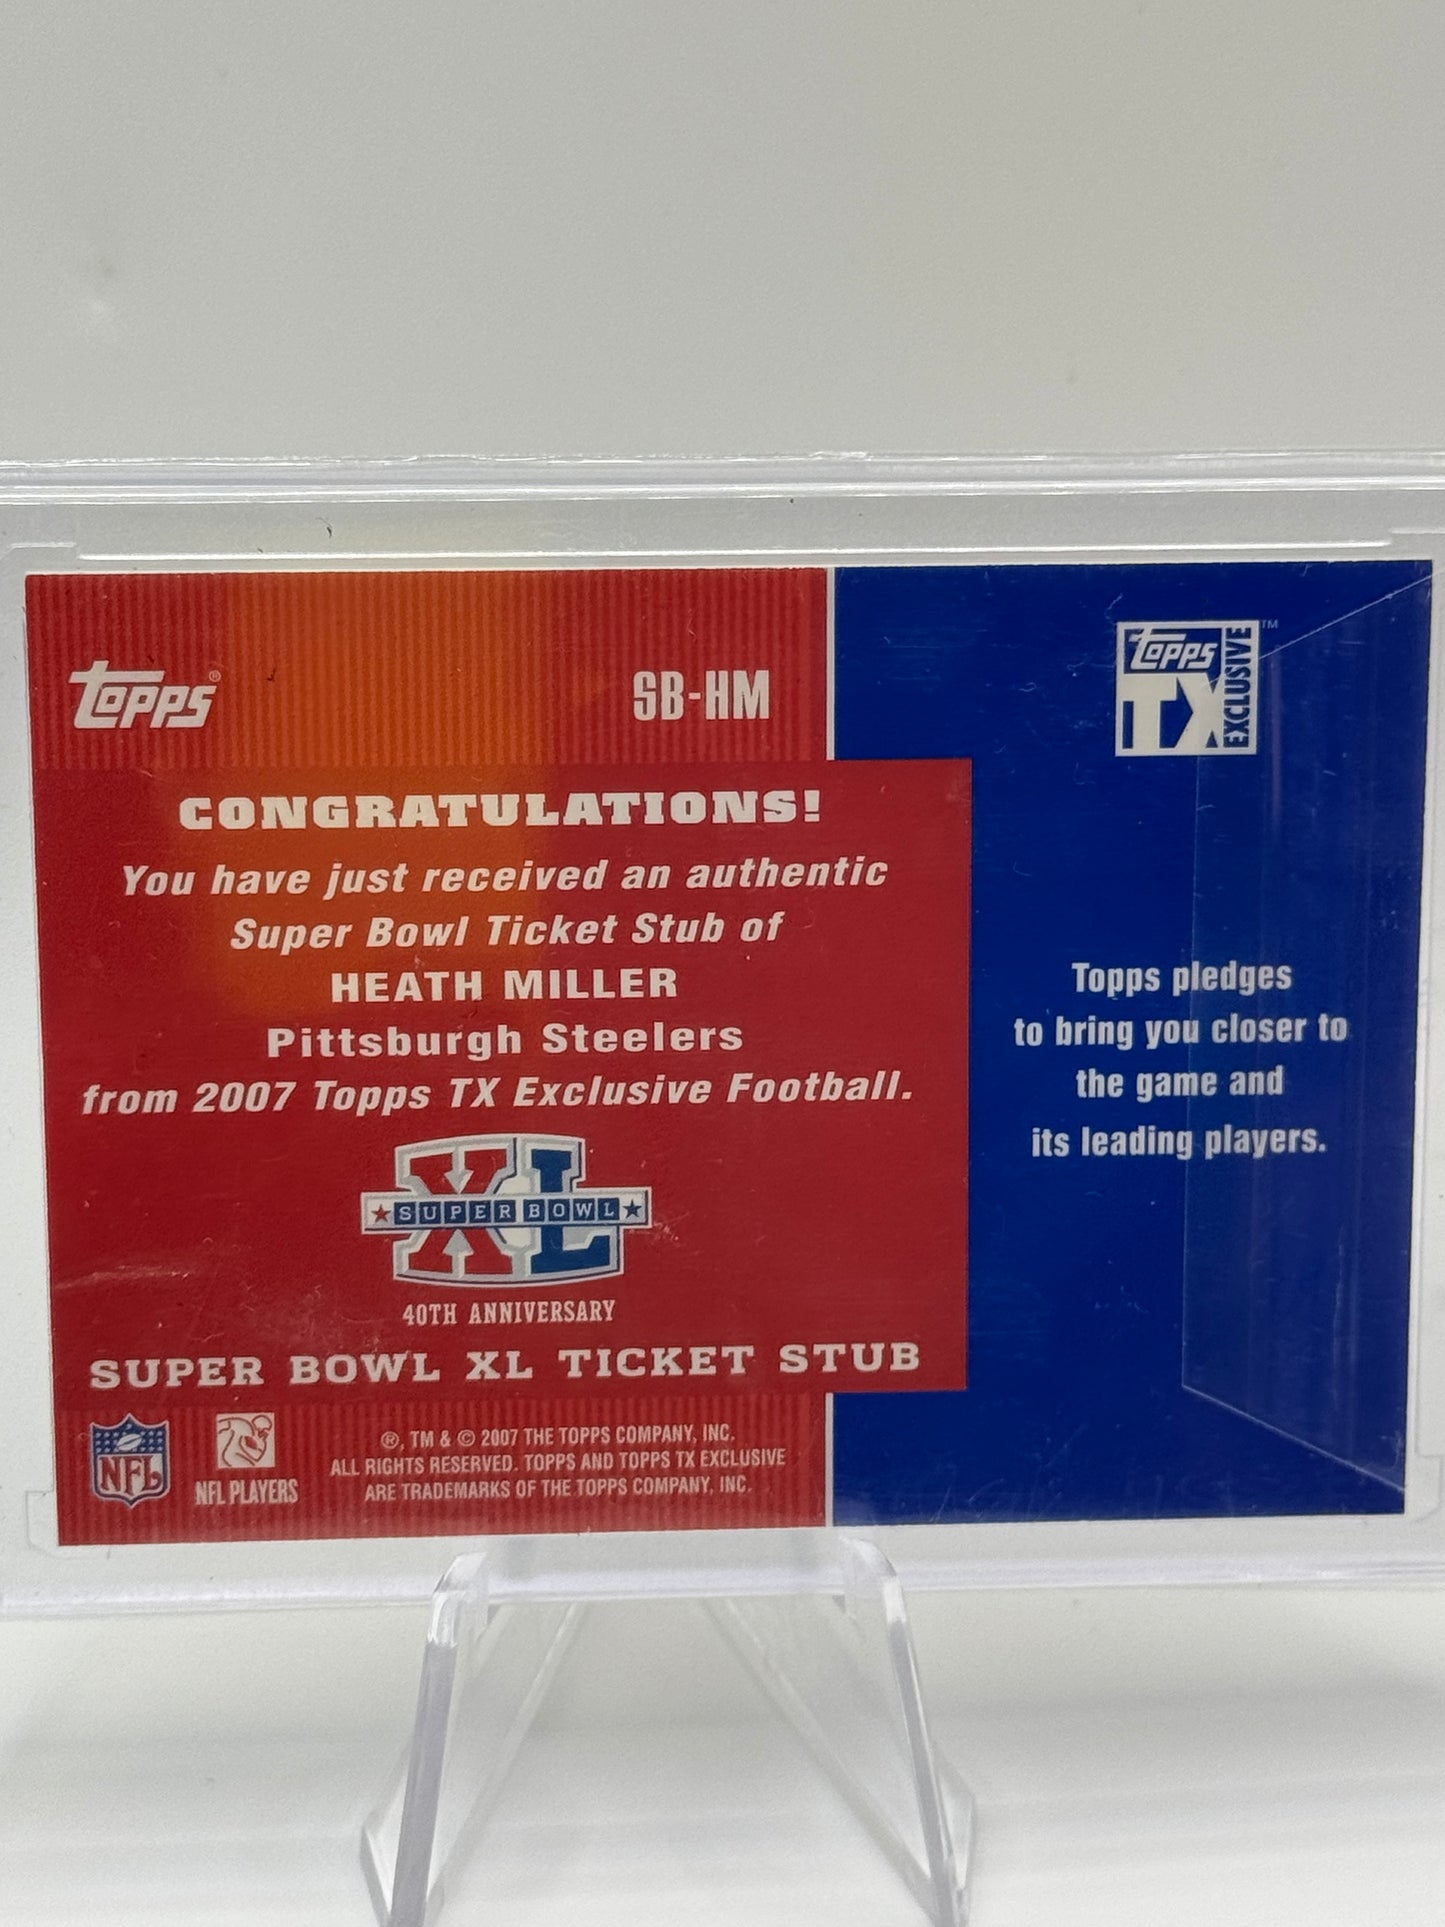 Topps®
SB-HM
CONGRATULATIONS!
You have just received an authentic
Super Bowl Ticket Stub of
HEATH MILLER
Pittsburgh Steelers
from 2007 Topps TX Exclusive Football.
XL
★SUPER BOWL★
40TH ANNIVERSARY
SUPER BOWL XL TICKET STUB
NFL
NFL PLAYERS
®, TM & © 2007 THE TOPPS COMPANY, INC.
ALL RIGHTS RESERVED. TOPPS AND TOPPS TX EXCLUSIVE
ARE TRADEMARKS OF THE TOPPS COMPANY, INC.
Topps
TX
EXCLUSIVE™
Topps pledges
to bring you closer to
the game and
its leading players.